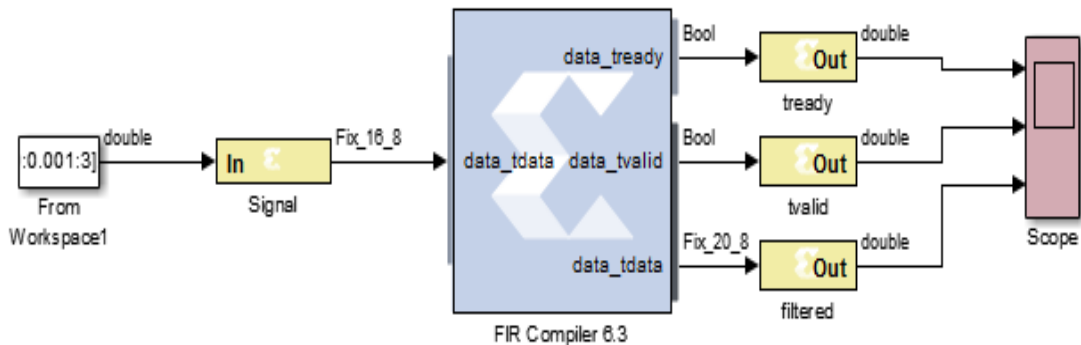 :0.001:3]
From
Workspace1
double
In
Signal
Fix_16_8
data_tready
data_tdata data_tvalid
data_tdata
FIR Compiler 6.3
Bool
Out
tready
double
Bool
Out
tvalid
double
Fix_20_8
Out
filtered
double
Scope